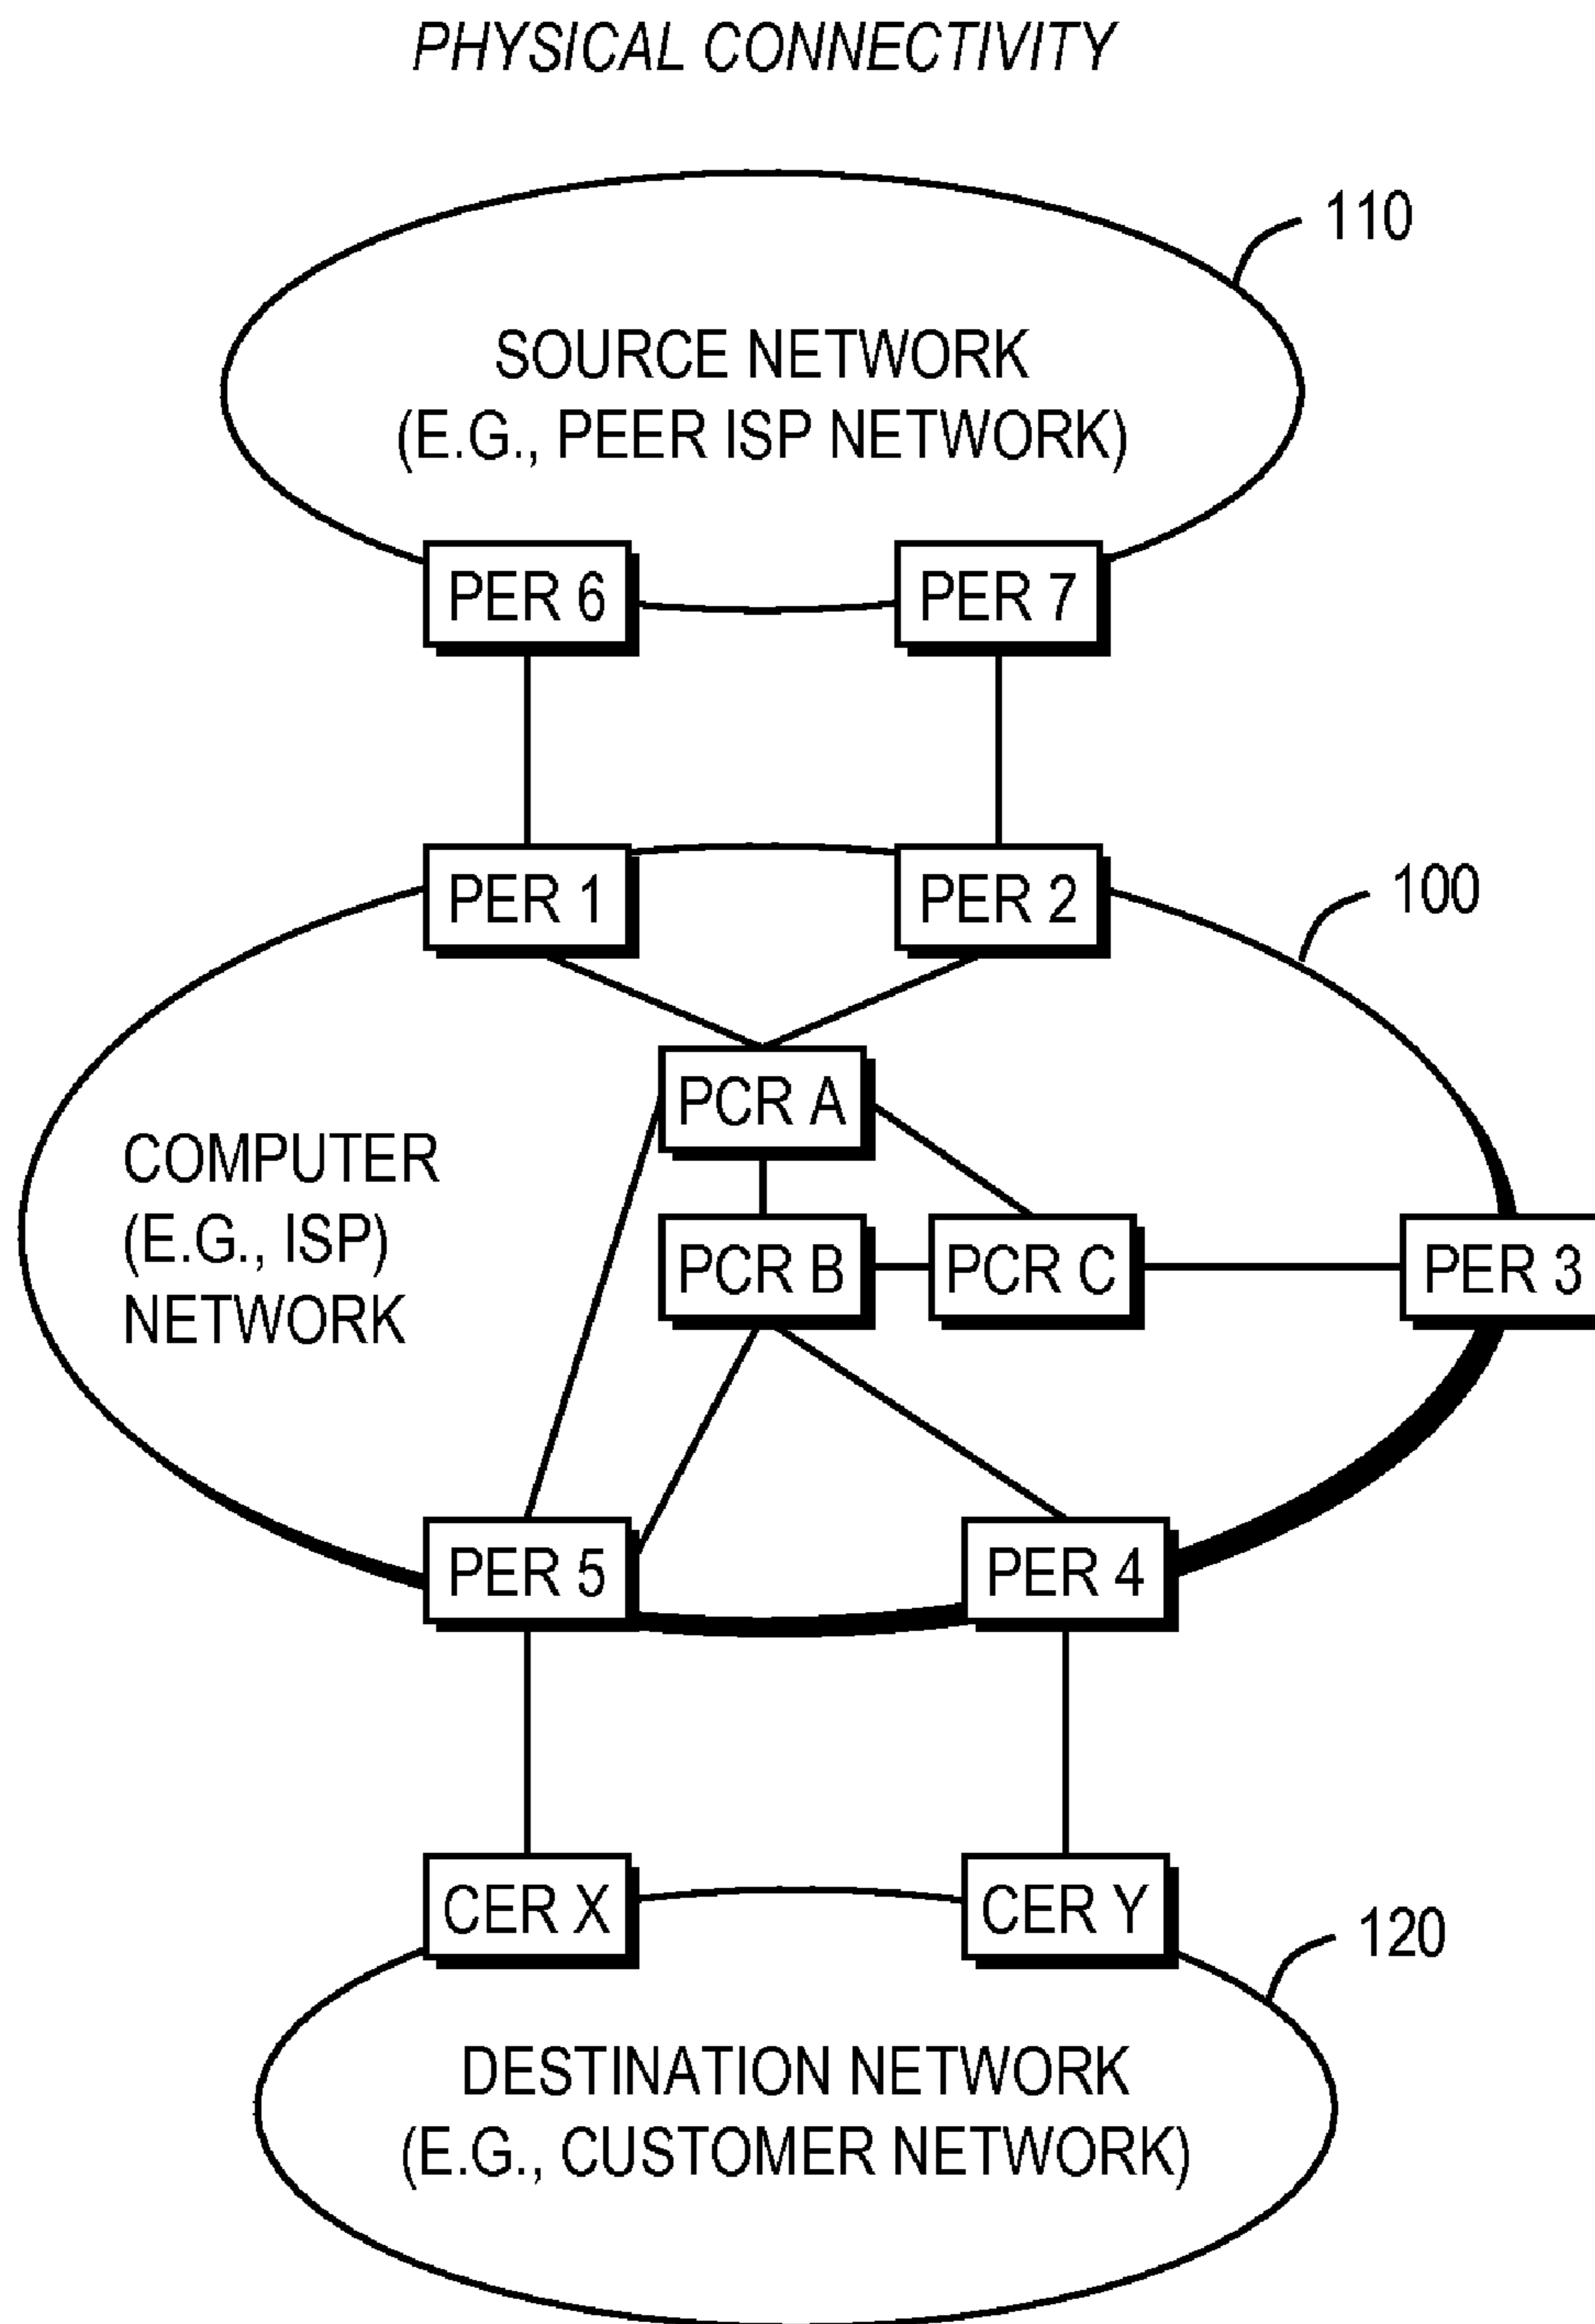 PHYSICAL CONNECTIVITY
110
SOURCE NETWORK
(E.G., PEER ISP NETWORK)
PER 6
PER 7
PER 1
PER 2
100
PCR A
COMPUTER
(E.G., ISP)
NETWORK
PCR B
PCR C
PER 3
PER 5
PER 4
CER X
CER Y
120
DESTINATION NETWORK
(E.G., CUSTOMER NETWORK)